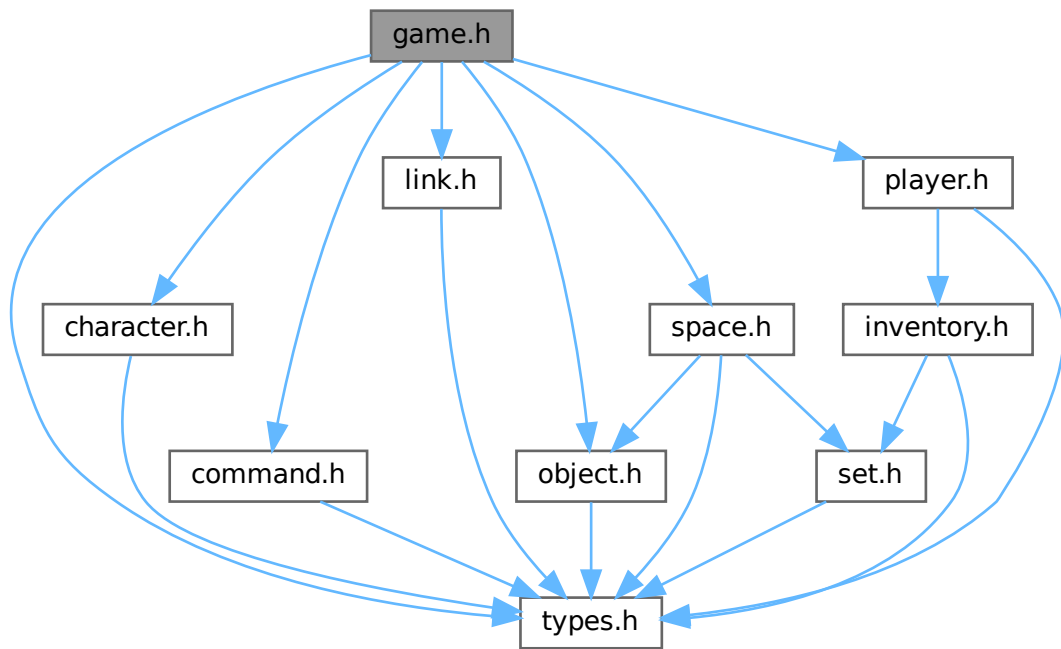 game.h
link.h
player.h
character.h
space.h
inventory.h
command.h
object.h
set.h
types.h